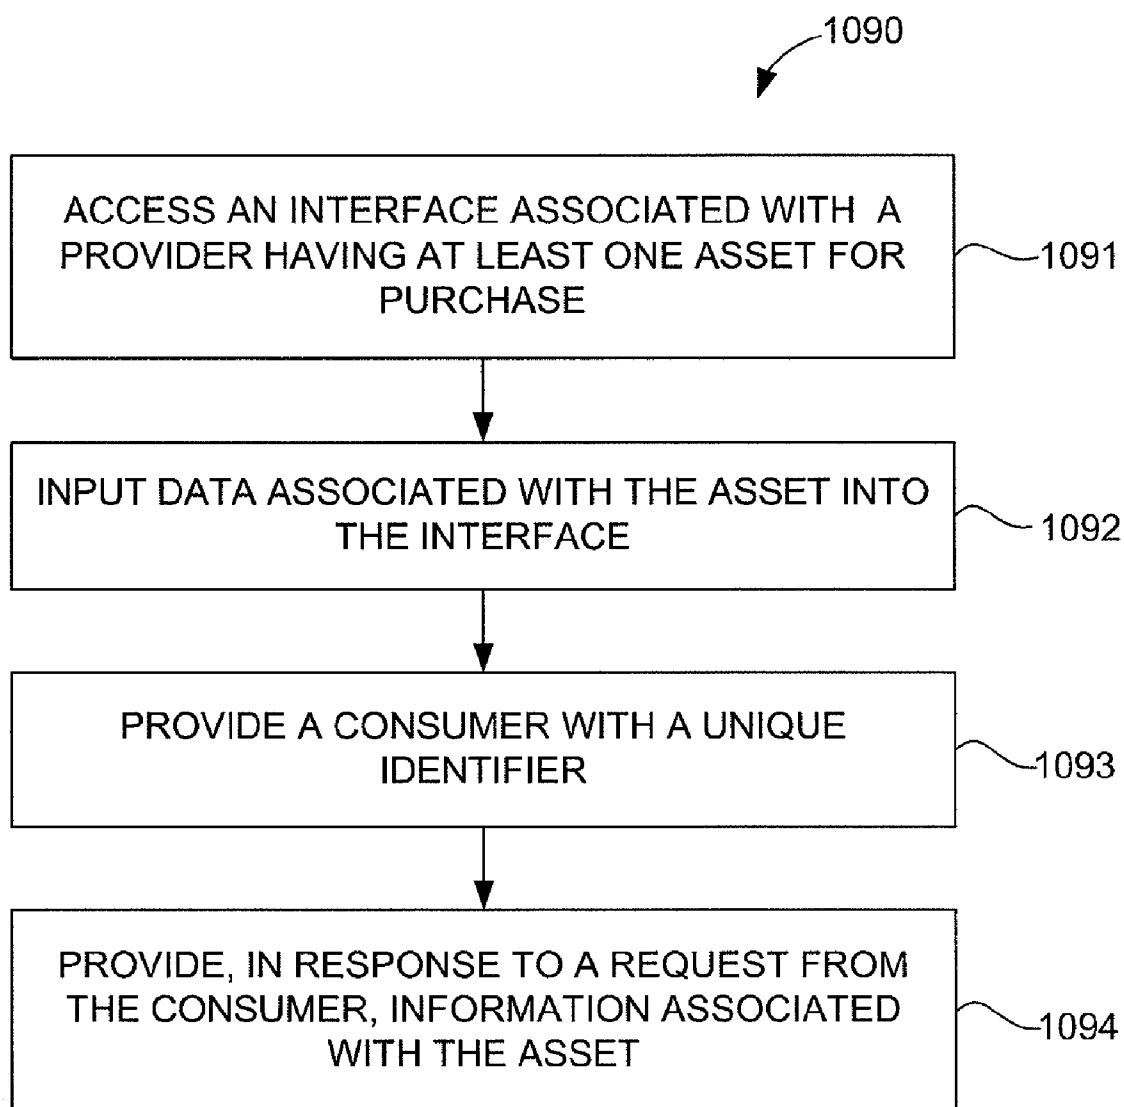 1090
ACCESS AN INTERFACE ASSOCIATED WITH A
PROVIDER HAVING AT LEAST ONE ASSET FOR
PURCHASE
1091
INPUT DATA ASSOCIATED WITH THE ASSET INTO
THE INTERFACE
1092
PROVIDE A CONSUMER WITH A UNIQUE
IDENTIFIER
1093
PROVIDE, IN RESPONSE TO A REQUEST FROM
THE CONSUMER, INFORMATION ASSOCIATED
WITH THE ASSET
1094